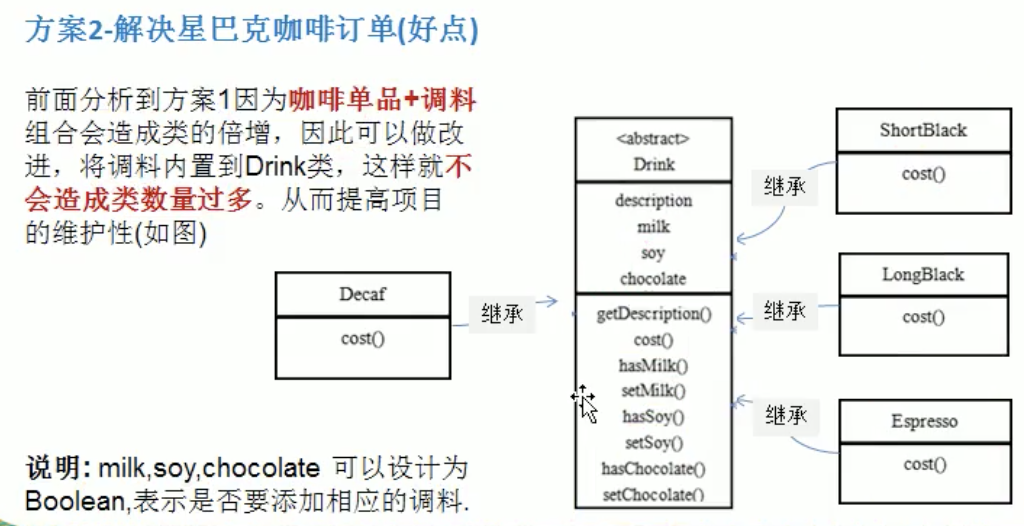 方案2-解决星巴克咖啡订单(好点)
前面分析到方案1因为咖啡单品+调料
组合会造成类的倍增，因此可以做改
进，将调料内置到Drink类，这样就不
会造成类数量过多。从而提高项目
的维护性(如图)
Decaf
cost()
继承
<abstract>
Drink
description
milk
soy
chocolate
getDescription()
cost()
hasMilk()
setMilk()
hasSoy()
setSoy()
hasChocolate()
setChocolate()
继承
ShortBlack
cost()
继承
LongBlack
cost()
继承
Espresso
cost()
说明: milk,soy,chocolate 可以设计为
Boolean,表示是否要添加相应的调料.